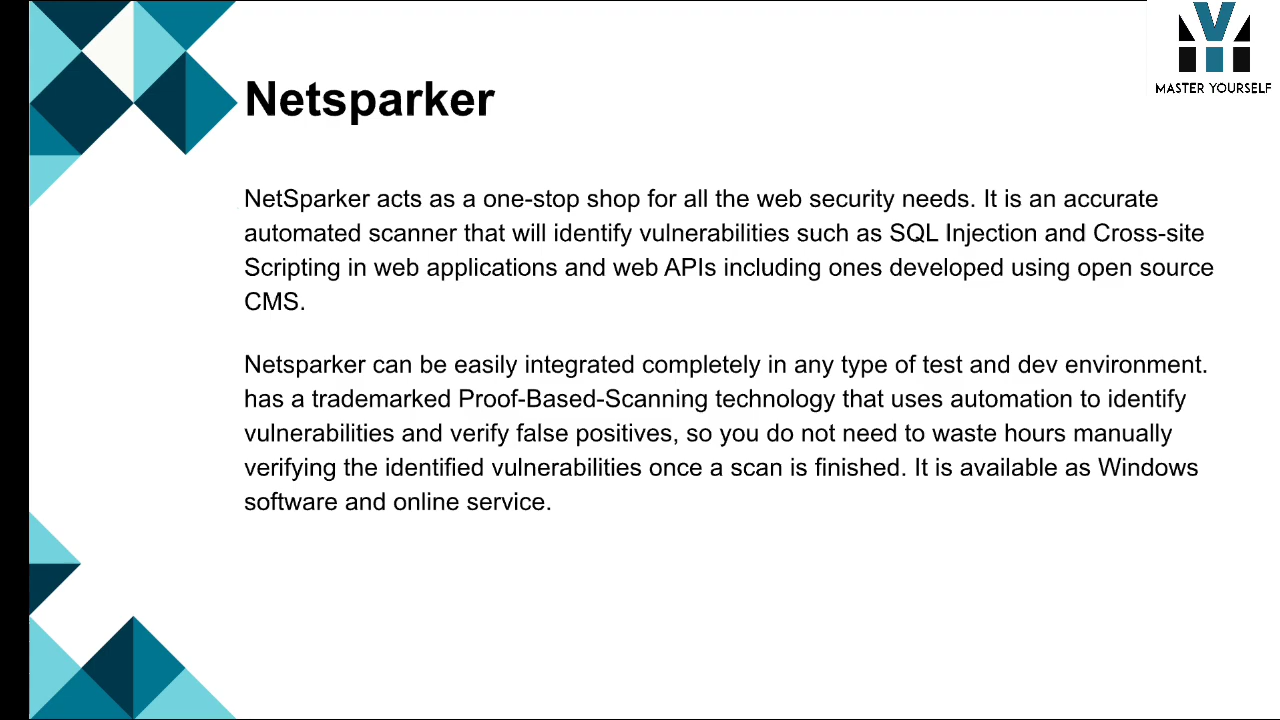 MASTER YOURSELF
Netsparker
NetSparker acts as a one-stop shop for all the web security needs. It is an accurate
automated scanner that will identify vulnerabilities such as SQL Injection and Cross-site
Scripting in web applications and web APIs including ones developed using open source
CMS.
Netsparker can be easily integrated completely in any type of test and dev environment.
has a trademarked Proof-Based-Scanning technology that uses automation to identify
vulnerabilities and verify false positives, so you do not need to waste hours manually
verifying the identified vulnerabilities once a scan is finished. It is available as Windows
software and online service.